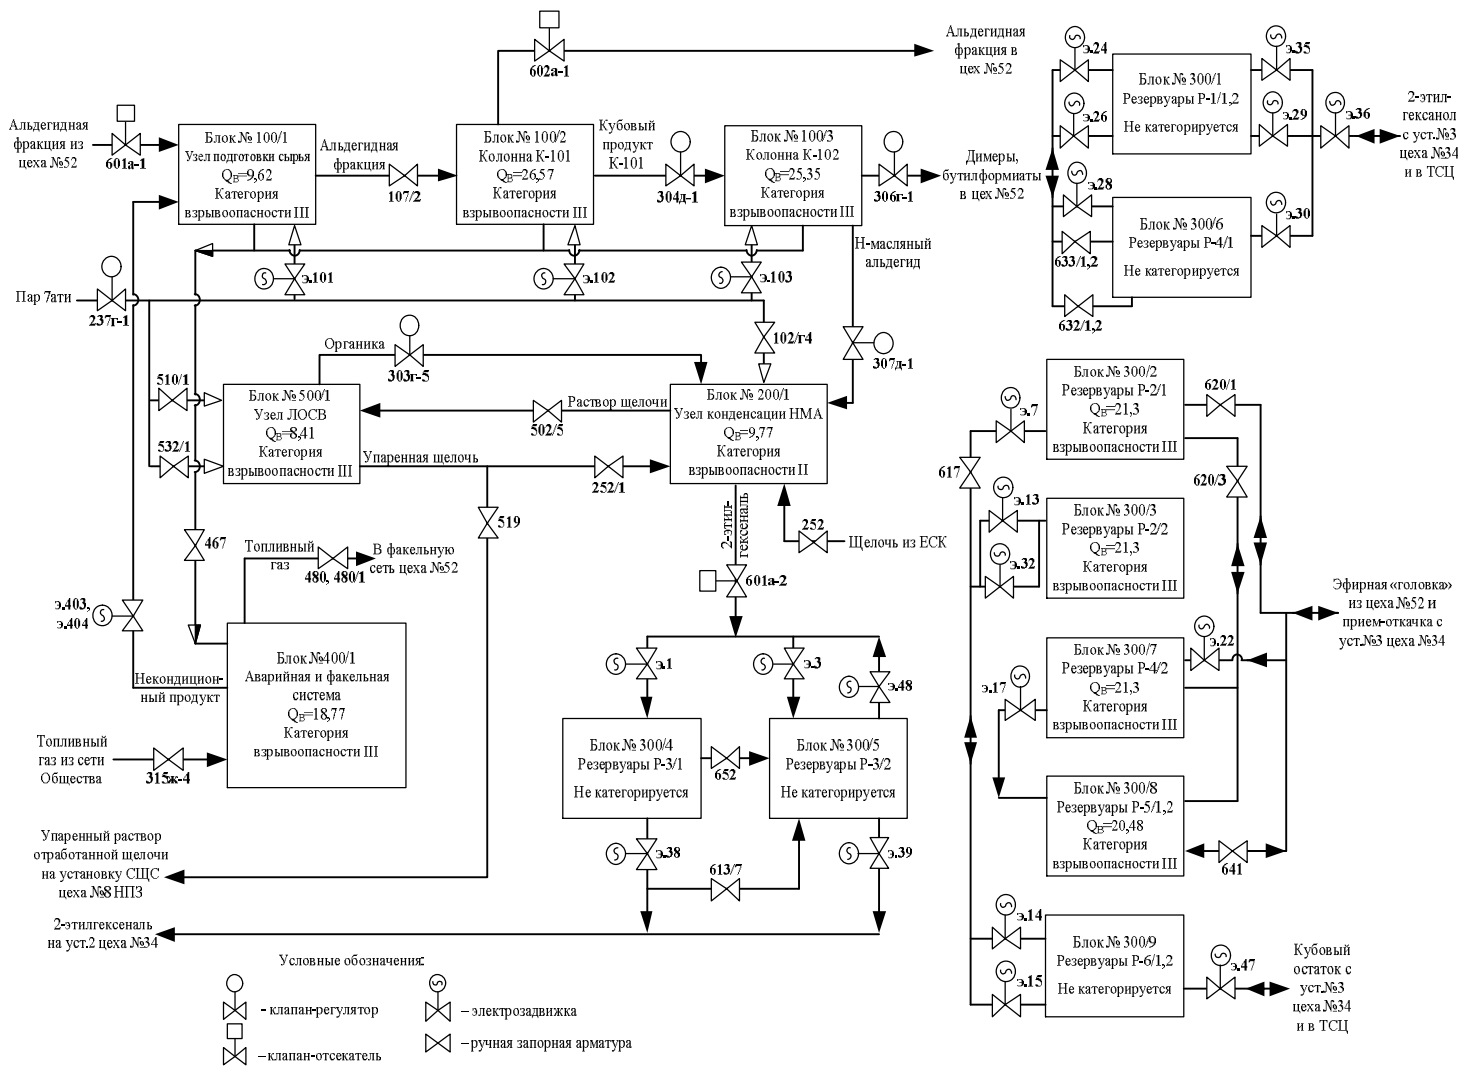 602а-1
Альдегидная
фракция в
цех №52
Альдегидная
фракция из
цеха №52
601а-1
Блок № 100/1
Узел подготовки сырья
QВ=9,62
Категория
взрывоопасности III
Альдегидная
фракция
107/2
Блок № 100/2
Колонна К-101
QВ=26,57
Категория
взрывоопасности III
Кубовый
продукт
К-101
304д-1
Блок № 100/3
Колонна К-102
QВ=25,35
Категория
взрывоопасности III
306г-1
Димеры,
бутилформиаты
в цех №52
Н-масляный
альдегид
э.101
э.102
э.103
Пар 7ати
237г-1
102/г4
307д-1
Органика
303г-5
510/1
532/1
Блок № 500/1
Узел ЛОСВ
QВ=8,41
Категория
взрывоопасности III
Раствор щелочи
502/5
Упаренная щелочь
252/1
Блок № 200/1
Узел конденсации НМА
QВ=9,77
Категория
взрывоопасности II
519
2-этил-
гексеналь
252
Щелочь из ЕСК
601а-2
467
Топливный
газ
480, 480/1
В факельную
сеть цеха №52
э.403,
э.404
Некондицион-
ный продукт
Блок №400/1
Аварийная и факельная
система
QВ=18,77
Категория
взрывоопасности III
Топливный
газ из сети
Общества
315ж-4
э.1
э.3
э.48
Блок № 300/4
Резервуары Р-3/1
Не категорируется
652
Блок № 300/5
Резервуары Р-3/2
Не категорируется
э.38
613/7
э.39
Упаренный раствор
отработанной щелочи
на установку СЩС
цеха №8 НПЗ
2-этилгексеналь
на уст.2 цеха №34
Условные обозначения:
- клапан-регулятор
–клапан-отсекатель
–электрозадвижка
–ручная запорная арматура
э.24
э.26
э.28
633/1,2
632/1,2
Блок № 300/1
Резервуары Р-1/1,2
Не категорируется
э.35
э.29
э.36
2-этил-
гексанол
с уст.№3
цеха №34
и в ТСЦ
Блок № 300/6
Резервуары Р-4/1
Не категорируется
э.30
э.7
617
Блок № 300/2
Резервуары Р-2/1
QВ=21,3
Категория
взрывоопасности III
620/1
620/3
э.13
э.32
Блок № 300/3
Резервуары Р-2/2
QВ=21,3
Категория
взрывоопасности III
Эфирная «головка»
из цеха №52 и
прием-откачка с
уст.№3 цеха №34
э.17
Блок № 300/7
Резервуары Р-4/2
QВ=21,3
Категория
взрывоопасности III
э.22
Блок № 300/8
Резервуары Р-5/1,2
QВ=20,48
Категория
взрывоопасности III
641
э.14
э.15
Блок № 300/9
Резервуары Р-6/1,2
Не категорируется
э.47
Кубовый
остаток с
уст.№3
цеха №34
и в ТСЦ